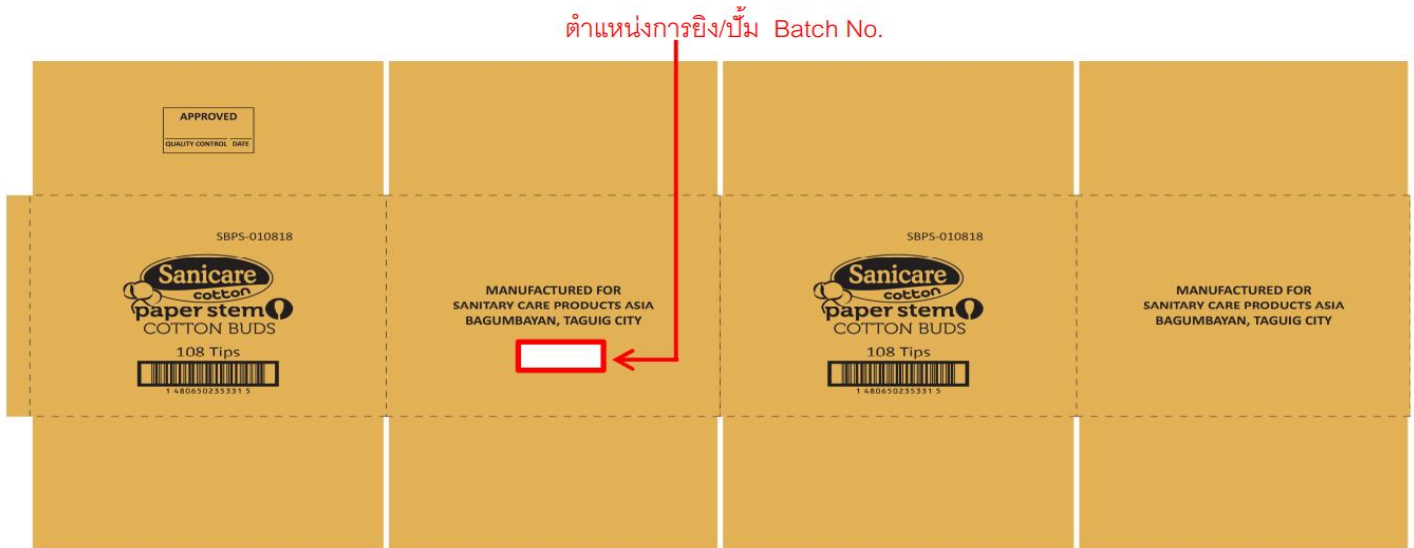 ตำแหน่งการยิง/ปั้ม Batch No.
APPROVED
QUALITY CONTROL DATE
SBPS-010818
Sanicare
cotton
paper stem
COTTON BUDS
108 Tips
1 480650235331 5
MANUFACTURED FOR
SANITARY CARE PRODUCTS ASIA
BAGUMBAYAN, TAGUIG CITY
SBPS-010818
Sanicare
cotton
paper stem
COTTON BUDS
108 Tips
1 480650235331 5
MANUFACTURED FOR
SANITARY CARE PRODUCTS ASIA
BAGUMBAYAN, TAGUIG CITY